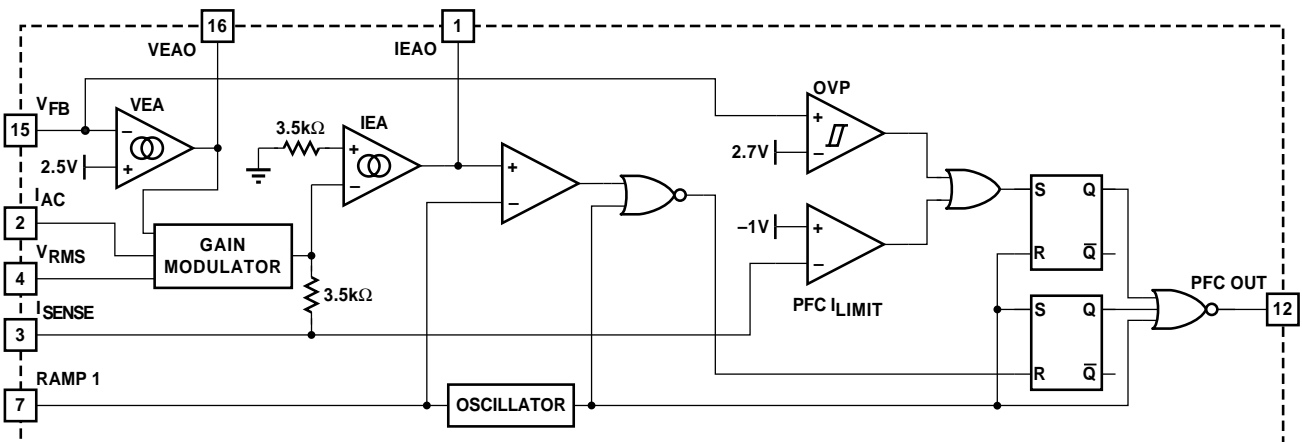 16
1
VEAO
IEAO
VFB
VEA
OVP
15
2.5V
3.5kΩ
IEA
2.7V
–
+
+
–
+
–
+
–
IAC
2
VRMS
4
GAIN
MODULATOR
3.5kΩ
–1V
+
–
PFC ILIMIT
S
Q
R
Q̅
S
Q
R
Q̅
PFC OUT
12
ISENSE
3
RAMP 1
7
OSCILLATOR